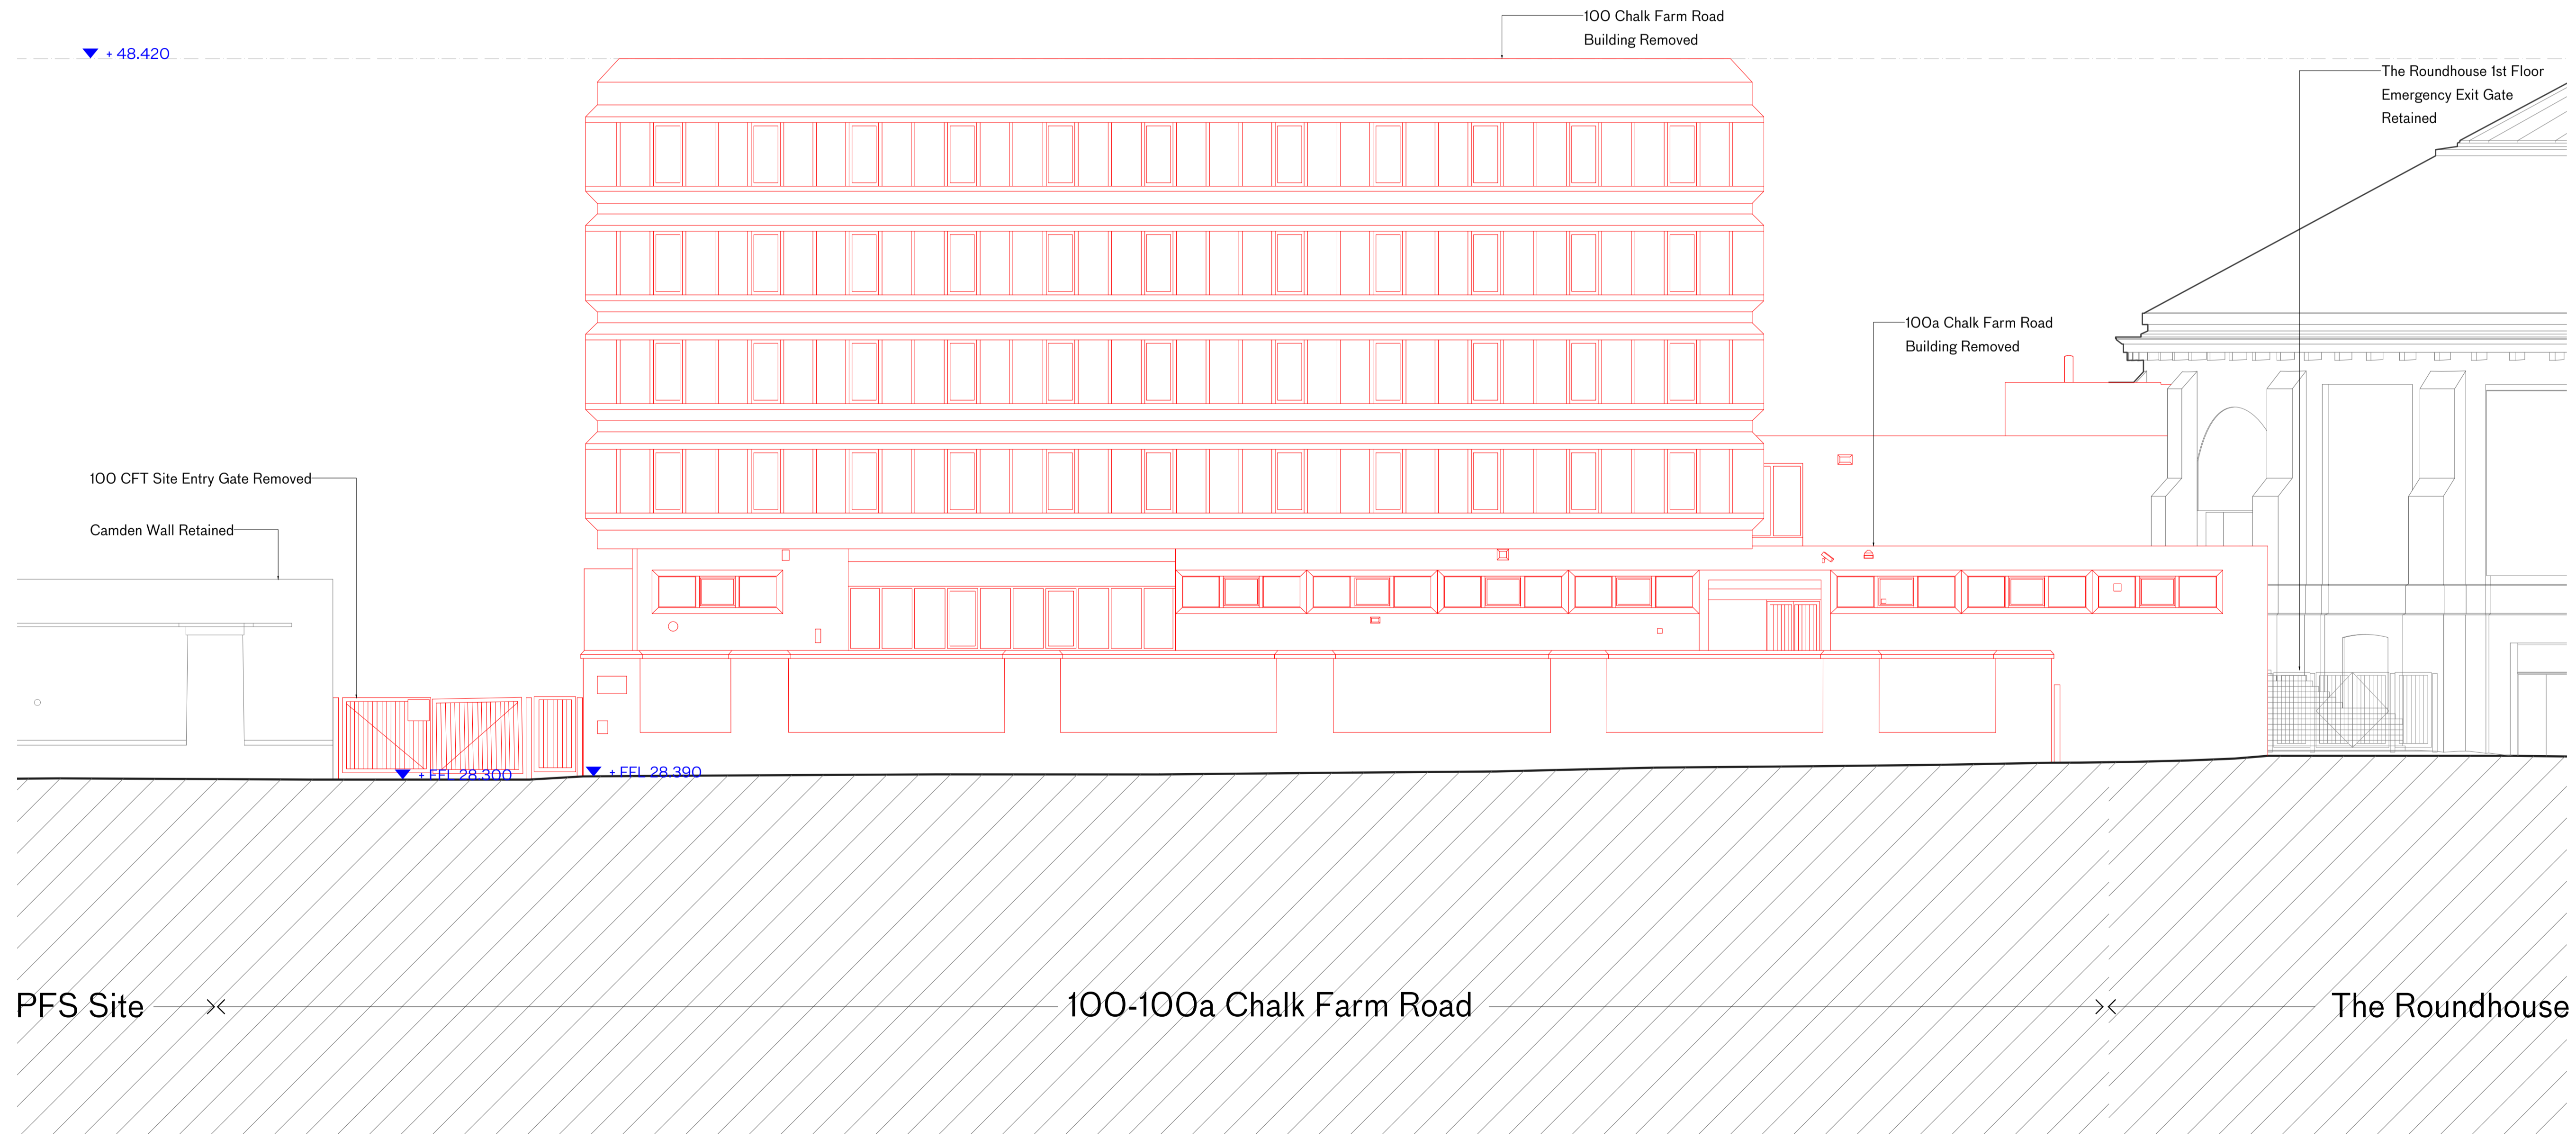 100 Chalk Farm Road
Building Removed
+ 48.420
The Roundhouse 1st Floor
Emergency Exit Gate
Retained
100a Chalk Farm Road
Building Removed
100 CFT Site Entry Gate Removed
Camden Wall Retained
+ FFL 28.300
+ FFL 28.390
PFS Site
100-100a Chalk Farm Road
The Roundhouse